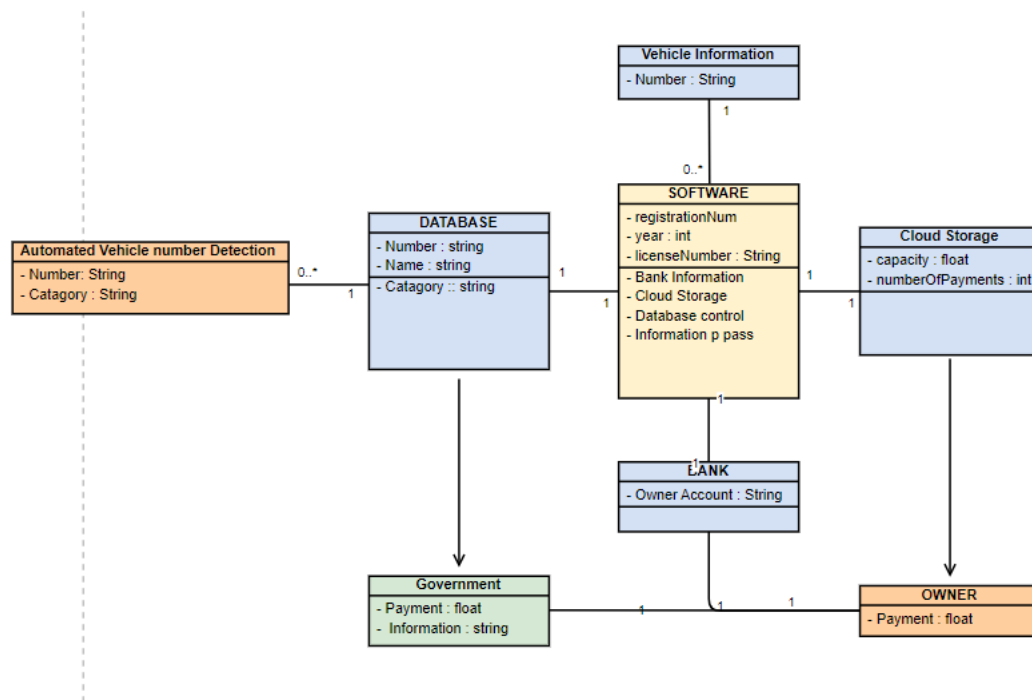 Vehicle Information
- Number : String
1
0..*
SOFTWARE
- registrationNum
- year : int
- licenseNumber : String
- Bank Information
- Cloud Storage
- Database control
- Information p pass
DATABASE
- Number : string
- Name : string
- Catagory :: string
Automated Vehicle number Detection
- Number: String
- Catagory : String
0..*
1
1
1
Cloud Storage
- capacity : float
- numberOfPayments : int
1
1
1
1
BANK
- Owner Account : String
Government
- Payment : float
- Information : string
1
1
1
OWNER
- Payment : float